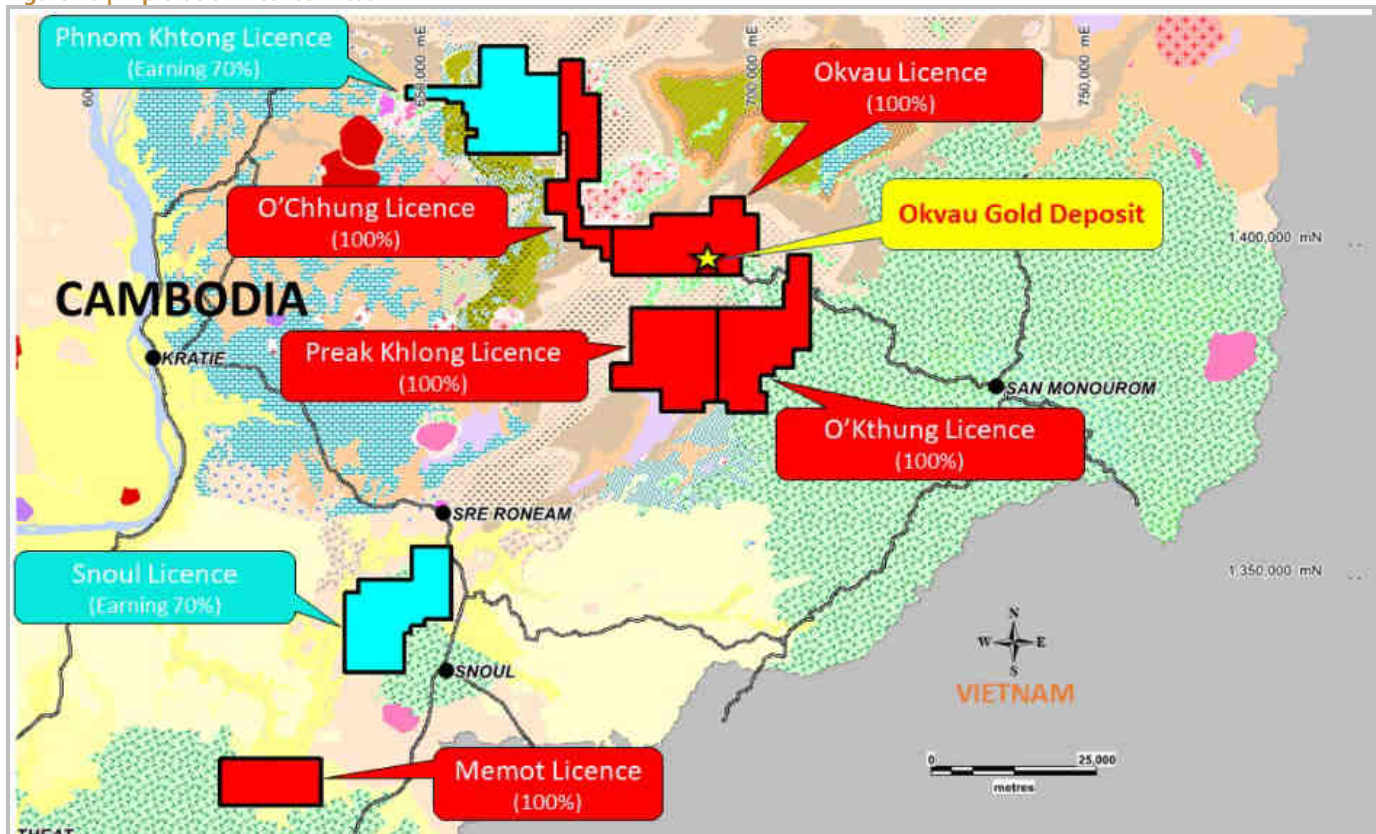 Phnom Khtong Licence
(Earning 70%)
650,000 mE
700,000 mE
750,000 mE
Okvau Licence
(100%)
O'Chhung Licence
(100%)
Okvau Gold Deposit
1,400,000 mN
CAMBODIA
KRATIE
Preak Khlong Licence
(100%)
SAN MONOUROM
O'Kthung Licence
(100%)
SRE RONEAM
Snoul Licence
(Earning 70%)
1,350,000 mN
N
W
E
S
SNOUL
VIETNAM
Memot Licence
(100%)
0
25,000
metres